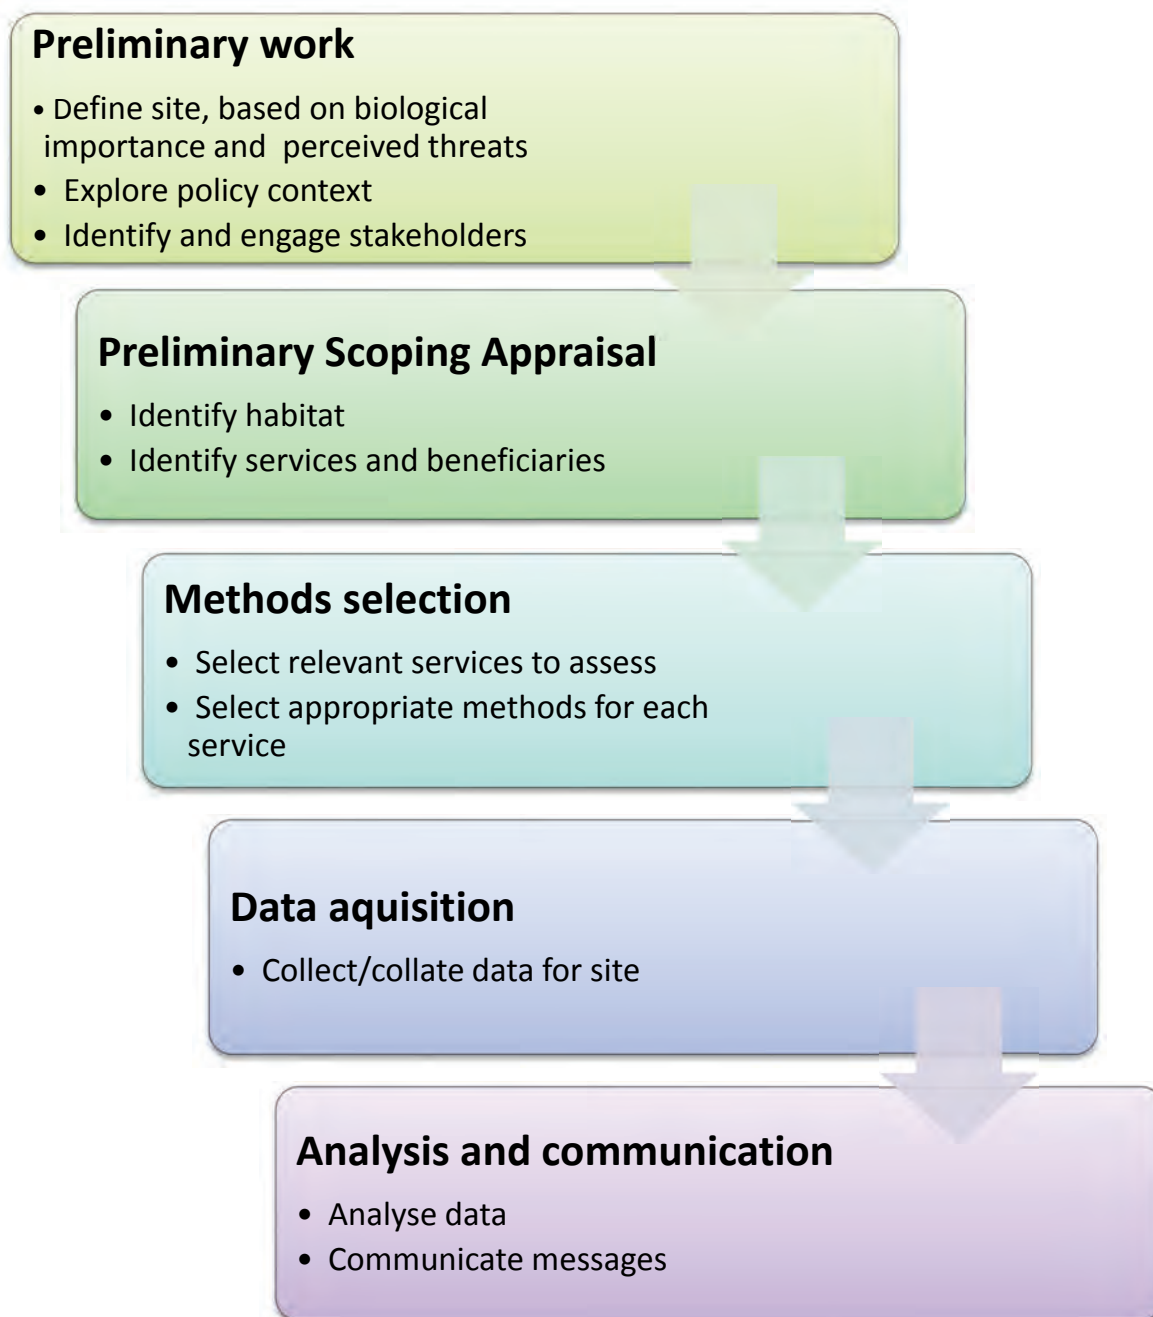 Preliminary work
• Define site, based on biological
importance and perceived threats
• Explore policy context
• Identify and engage stakeholders
Preliminary Scoping Appraisal
• Identify habitat
• Identify services and beneficiaries
Methods selection
• Select relevant services to assess
• Select appropriate methods for each
service
Data aquisition
• Collect/collate data for site
Analysis and communication
• Analyse data
• Communicate messages